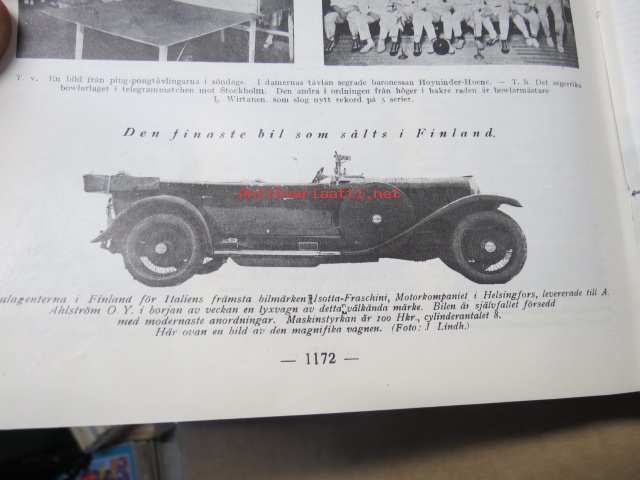 T. v. En bild från ping-pongtävlingarna i söndags. I damernas tävlan segrade baronessan Hoyninder-Huene. — T. h. Det segerrika
bowlarlaget i telegrammatchen mot Stockholm. Den andra i ordningen från höger i bakre raden är bowlarmästare
L. Wirtanen, som slog nytt rekord på 3 serier.
Den finaste bil som sålts i Finland.
Antikvariaatti.net
ulagenterna i Finland för Italiens främsta bilmärken Isotta-Fraschini, Motorkompaniet i Helsingfors, levererade till A.
Ahlström O. Y. i början av veckan en lyxvagn av detta välkända märke. Bilen är självfallet försedd
med modernaste anordningar. Maskinstyrkan är 100 Hkr., cylinderantalet 8.
Här ovan en bild av den magnifika vagnen. (Foto: J. Lindh.)
— 1172 —